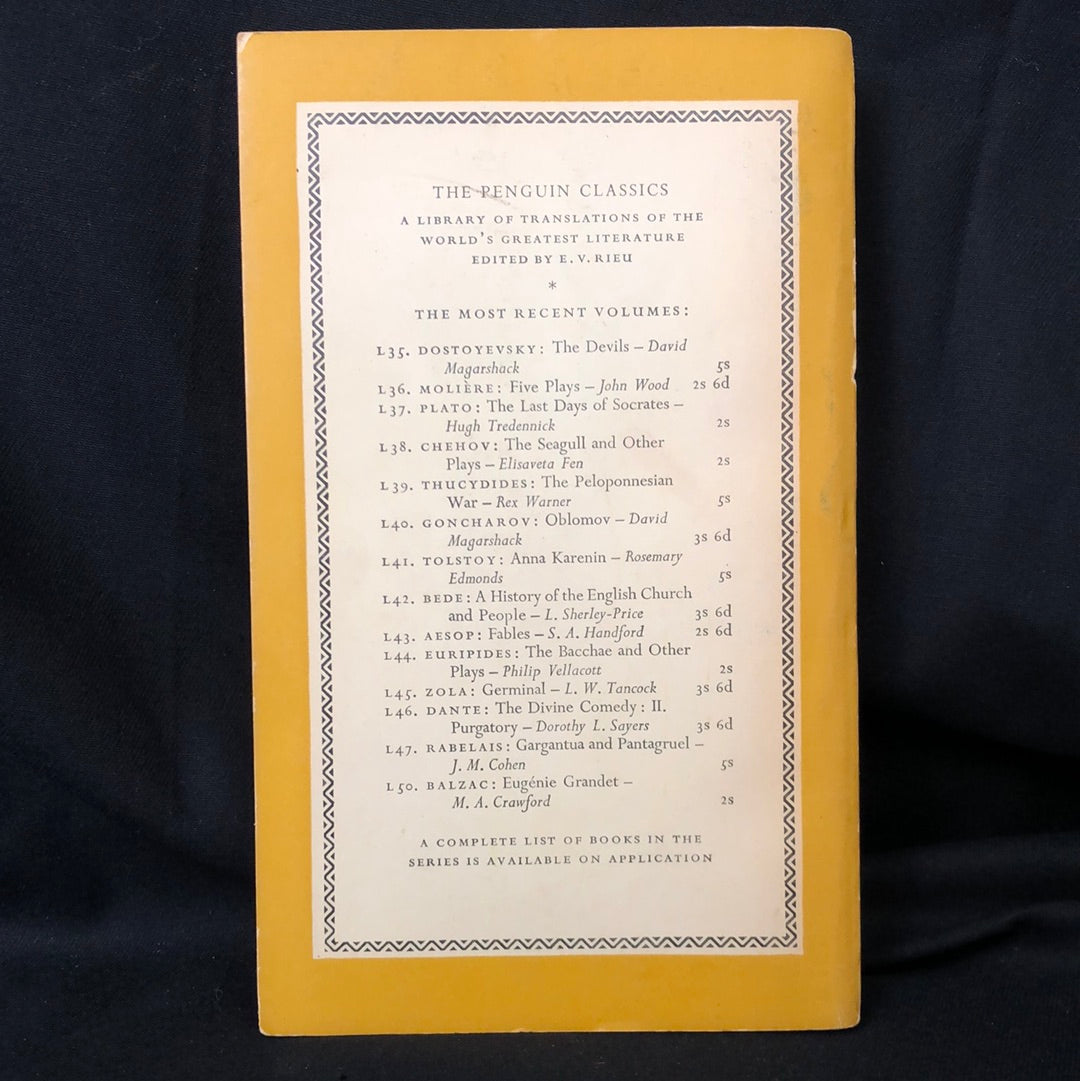 THE PENGUIN CLASSICS
A LIBRARY OF TRANSLATIONS OF THE
WORLD'S GREATEST LITERATURE
EDITED BY E. V. RIEU
*
THE MOST RECENT VOLUMES:
L35. DOSTOYEVSKY: The Devils – David
Magarshack 5s
L36. MOLIÈRE: Five Plays – John Wood 2s 6d
L37. PLATO: The Last Days of Socrates –
Hugh Tredennick 2s
L38. CHEHOV: The Seagull and Other
Plays – Elisaveta Fen 2s
L39. THUCYDIDES: The Peloponnesian
War – Rex Warner 5s
L40. GONCHAROV: Oblomov – David
Magarshack 3s 6d
L41. TOLSTOY: Anna Karenin – Rosemary
Edmonds 5s
L42. BEDE: A History of the English Church
and People – L. Sherley-Price 3s 6d
L43. AESOP: Fables – S. A. Handford 2s 6d
L44. EURIPIDES: The Bacchae and Other
Plays – Philip Vellacott 2s
L45. ZOLA: Germinal – L. W. Tancock 3s 6d
L46. DANTE: The Divine Comedy: II.
Purgatory – Dorothy L. Sayers 3s 6d
L47. RABELAIS: Gargantua and Pantagruel –
J. M. Cohen 5s
L50. BALZAC: Eugénie Grandet –
M. A. Crawford 2s
A COMPLETE LIST OF BOOKS IN THE
SERIES IS AVAILABLE ON APPLICATION